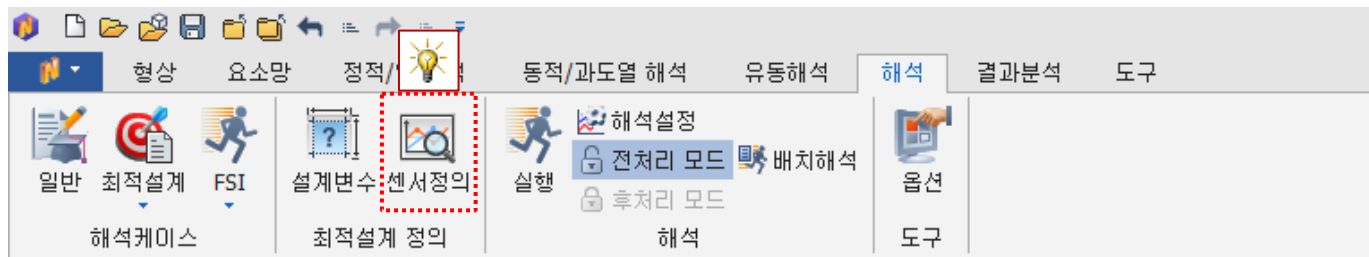 형상 요소망 정적/ 동적/과도열 해석 유동해석 해석 결과분석 도구
해석설정
전처리 모드 배치해석
일반 최적설계 FSI 설계변수 센서정의 실행 옵션
후처리 모드
해석케이스 최적설계 정의 해석 도구